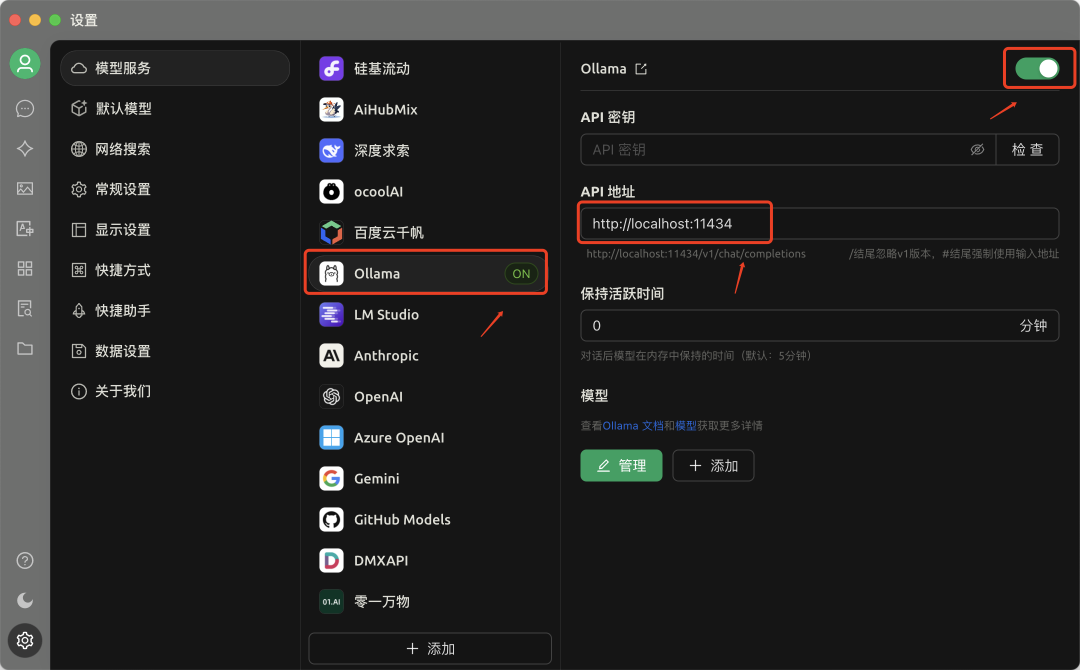 设置
模型服务
默认模型
网络搜索
常规设置
显示设置
快捷方式
快捷助手
数据设置
关于我们
硅基流动
AiHubMix
深度求索
ocoolAI
百度云千帆
Ollama ON
LM Studio
Anthropic
OpenAI
Azure OpenAI
Gemini
GitHub Models
DMXAPI
01.AI 零一万物
添加
Ollama
API 密钥
API 密钥 检 查
API 地址
http://localhost:11434
http://localhost:11434/v1/chat/completions /结尾忽略v1版本，#结尾强制使用输入地址
保持活跃时间
0 分钟
对话后模型在内存中保持的时间（默认：5分钟）
模型
查看Ollama 文档和模型获取更多详情
管理 添加